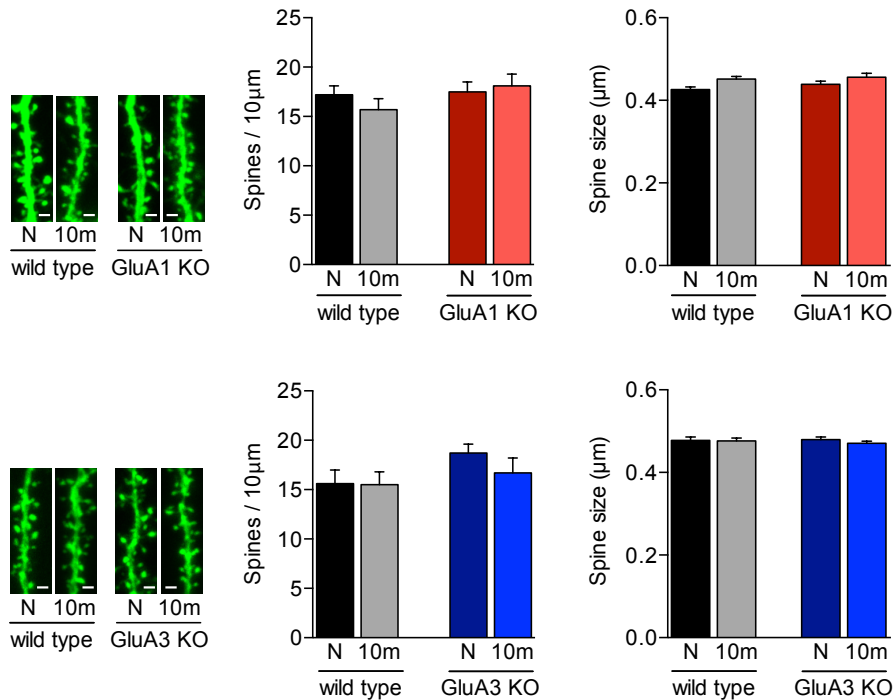 N 10m N 10m
wild type GluA1 KO
Spines / 10µm
25
20
15
10
5
0
N 10m N 10m
wild type GluA1 KO
Spine size (µm)
0.6
0.4
0.2
0.0
N 10m N 10m
wild type GluA1 KO
N 10m N 10m
wild type GluA3 KO
Spines / 10µm
25
20
15
10
5
0
N 10m N 10m
wild type GluA3 KO
Spine size (µm)
0.6
0.4
0.2
0.0
N 10m N 10m
wild type GluA3 KO